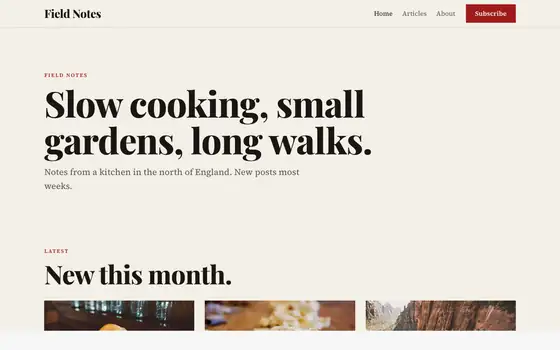 Field Notes
Home Articles About Subscribe
FIELD NOTES
Slow cooking, small
gardens, long walks.
Notes from a kitchen in the north of England. New posts most
weeks.
LATEST
New this month.